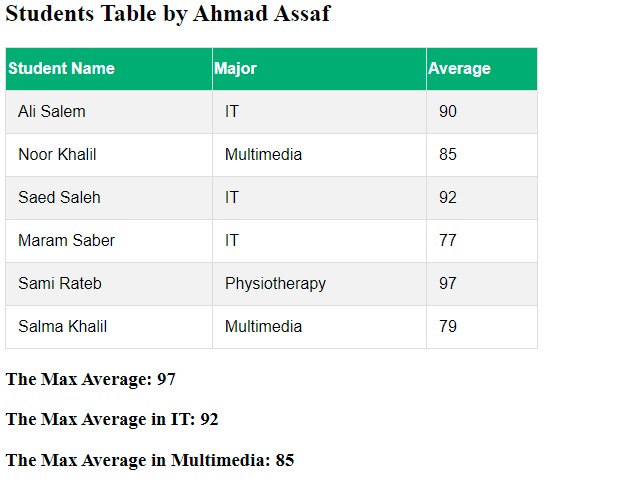 Students Table by Ahmad Assaf
Student Name Major Average
Ali Salem IT 90
Noor Khalil Multimedia 85
Saed Saleh IT 92
Maram Saber IT 77
Sami Rateb Physiotherapy 97
Salma Khalil Multimedia 79
The Max Average: 97
The Max Average in IT: 92
The Max Average in Multimedia: 85